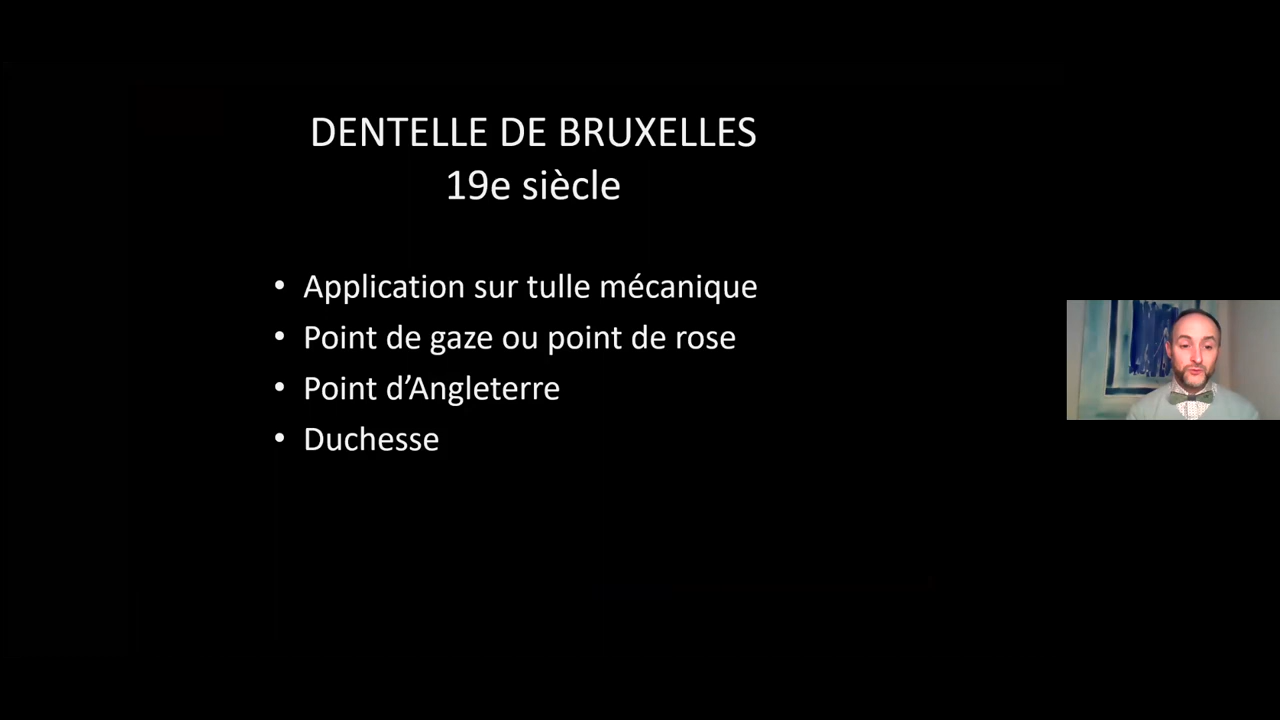 DENTELLE DE BRUXELLES
19e siècle
• Application sur tulle mécanique
• Point de gaze ou point de rose
• Point d’Angleterre
• Duchesse